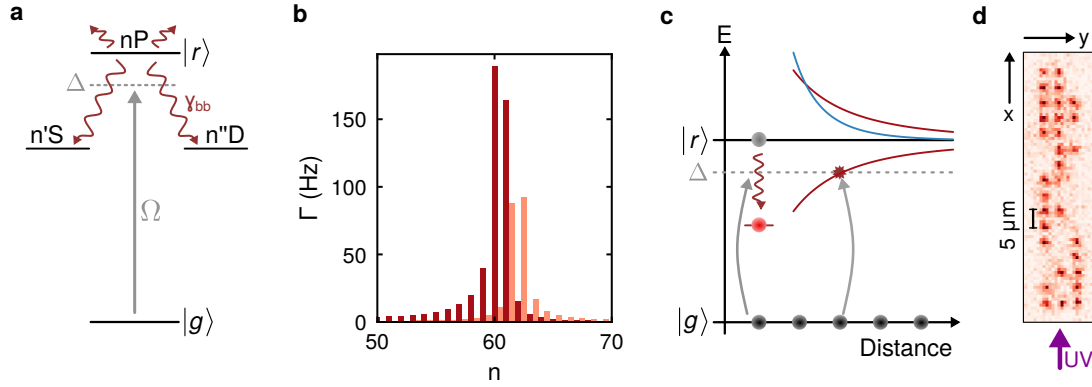 a
nP
|r⟩
Δ
γbb
n'S
n"D
Ω
|g⟩
b
Γ (Hz)
150
100
50
0
50
60
70
n
c
E
|r⟩
Δ
|g⟩
Distance
d
y
x
5 μm
UV